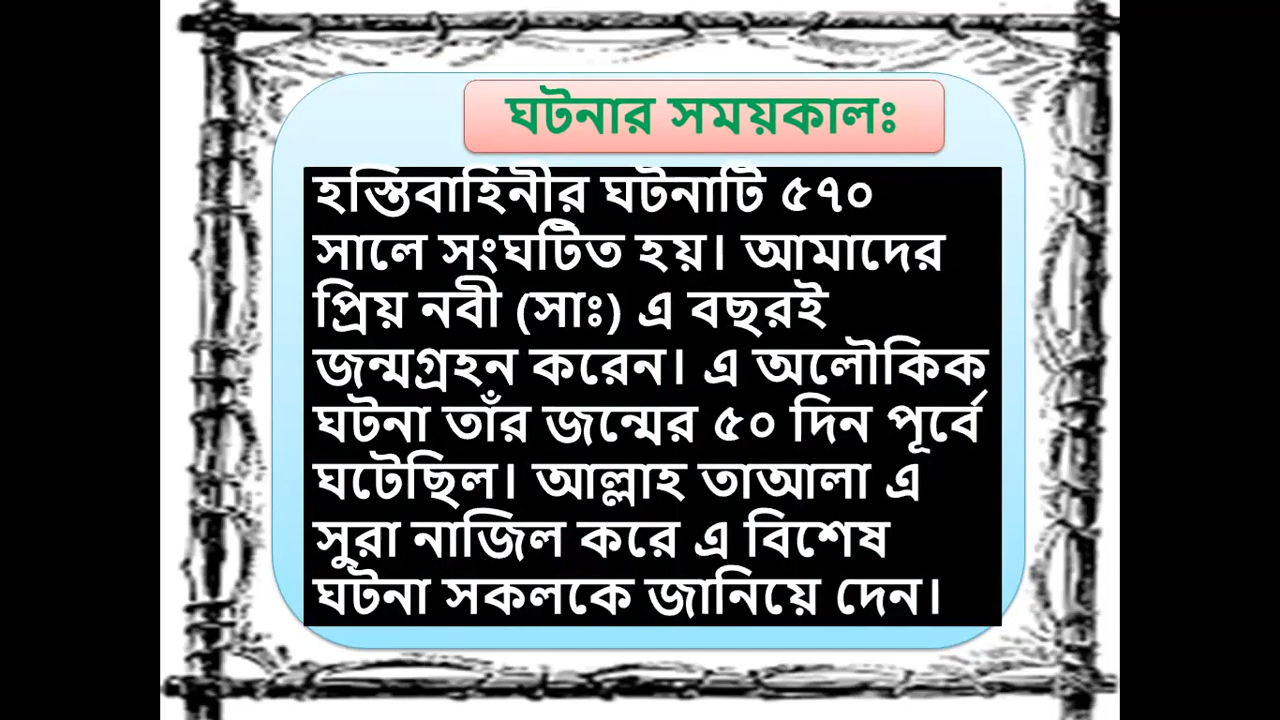 ঘটনার সময়কালঃ
হস্তিবাহিনীর ঘটনাটি ৫৭০
সালে সংঘটিত হয়। আমাদের
প্রিয় নবী (সাঃ) এ বছরই
জন্মগ্রহন করেন। এ অলৌকিক
ঘটনা তাঁর জন্মের ৫০ দিন পূর্বে
ঘটেছিল। আল্লাহ তাআলা এ
সুরা নাজিল করে এ বিশেষ
ঘটনা সকলকে জানিয়ে দেন।